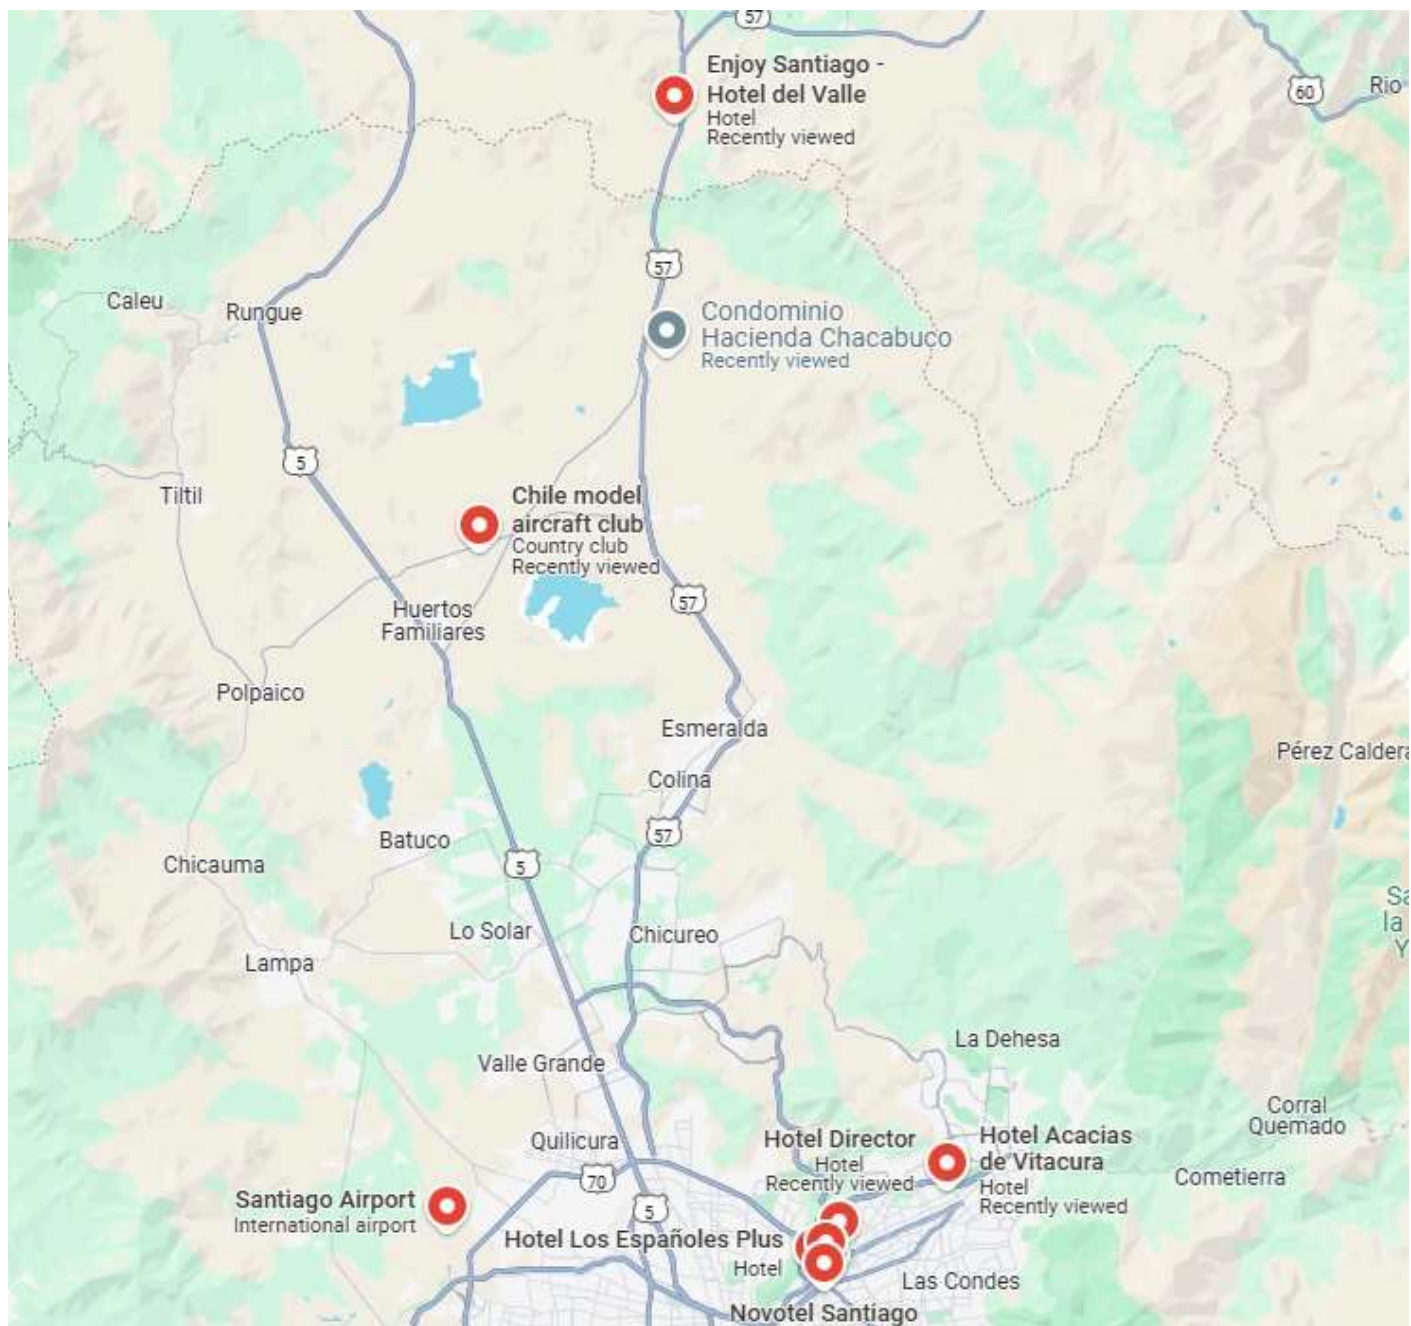 57
Enjoy Santiago -
Hotel del Valle
Hotel
Recently viewed
60
Rio
57
Caleu
Rungue
Condominio
Hacienda Chacabuco
Recently viewed
5
Tiltil
Chile model
aircraft club
Country club
Recently viewed
57
Huertos
Familiares
Polpaico
Esmeralda
Colina
Pérez Caldera
57
Batuco
Chicauma
5
Lo Solar
Chicureo
Sa
la
Y
Lampa
La Dehesa
Valle Grande
Corral
Quemado
Quilicura
Hotel Director
Hotel
Recently viewed
Hotel Acacias
de Vitacura
Hotel
Recently viewed
Cometierra
70
Santiago Airport
International airport
5
Hotel Los Españoles Plus
Hotel
Las Condes
Novotel Santiago